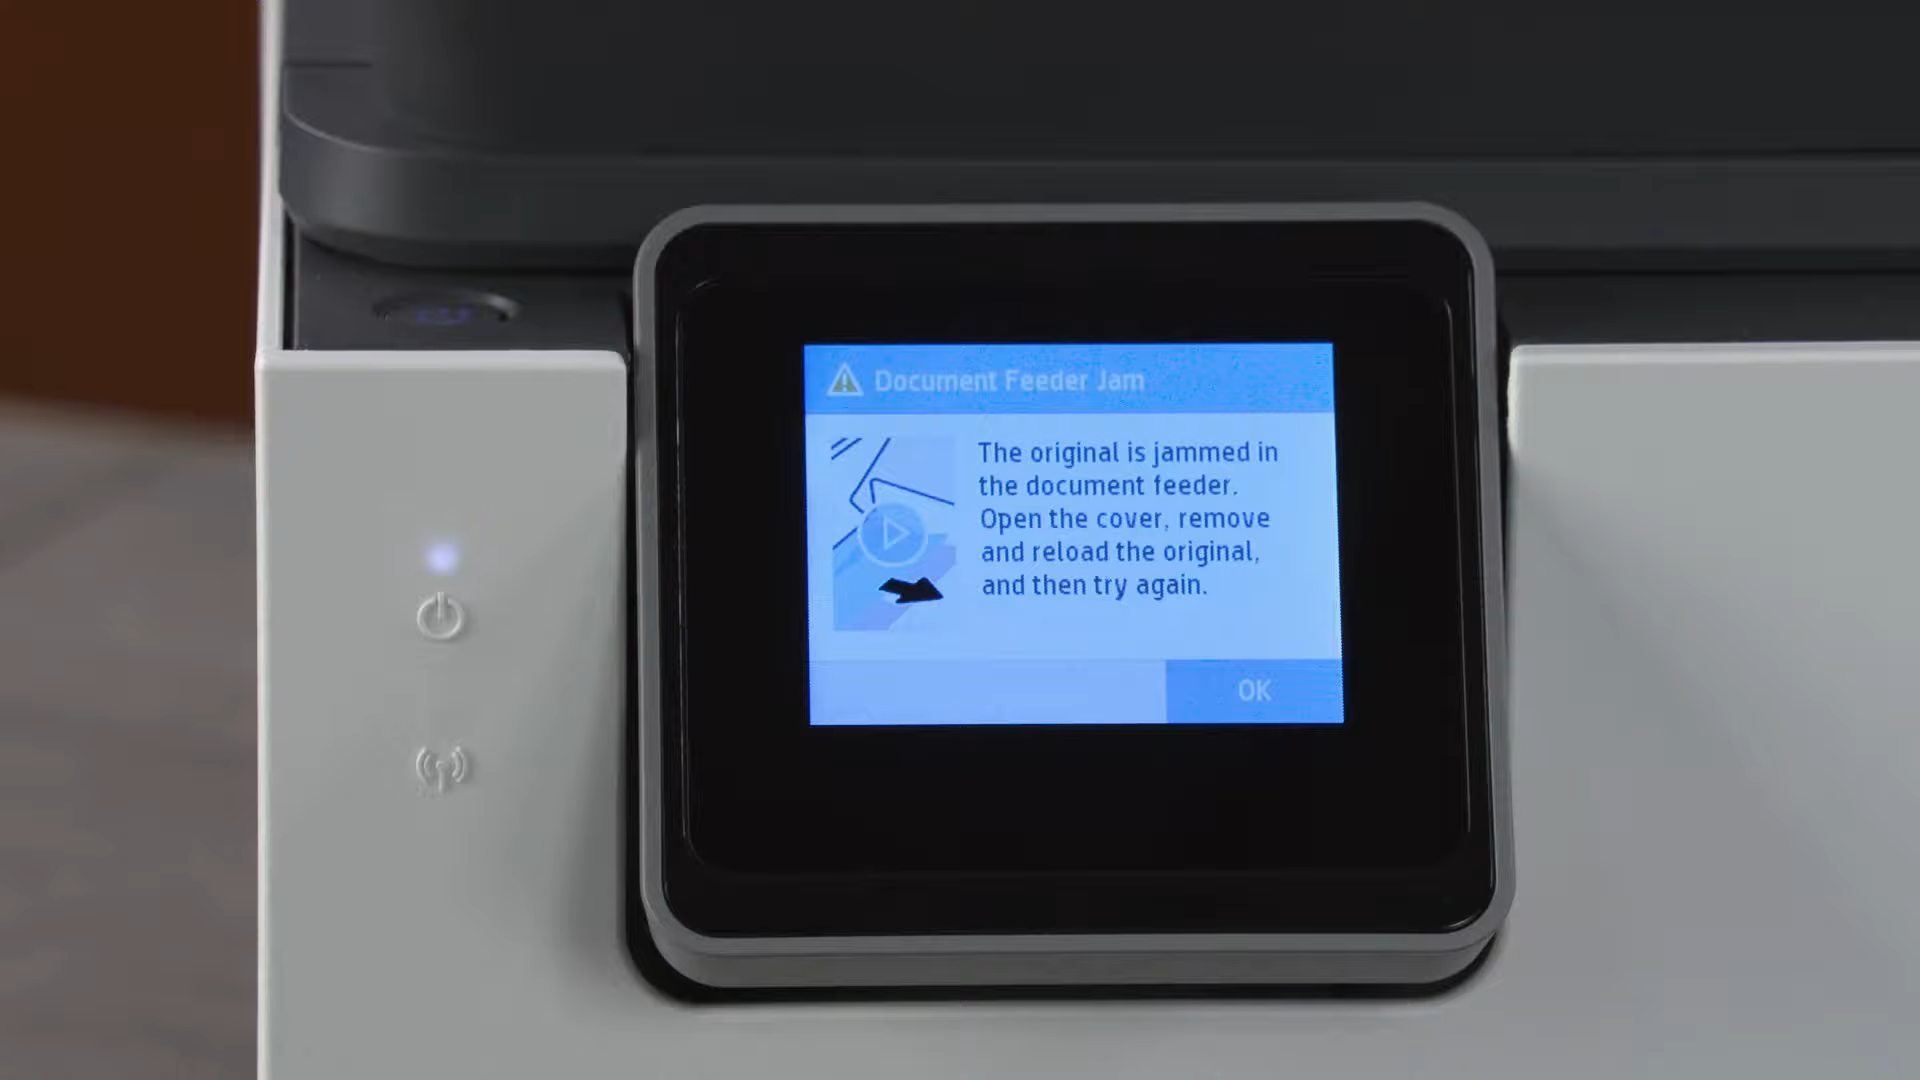 Document Feeder Jam
The original is jammed in
the document feeder.
Open the cover, remove
and reload the original,
and then try again.
OK